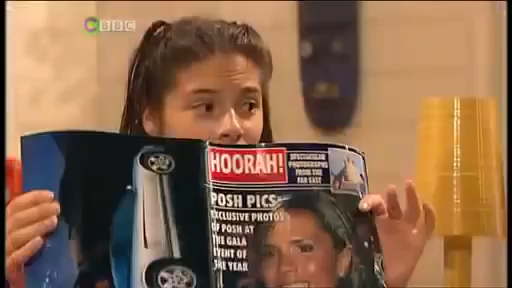 CBBC
HOORAH!
SPECTACULAR
PHOTOGRAPHS
FROM THE
FAR EAST
POSH PICS:
EXCLUSIVE PHOTOS
OF POSH AT
THE GALA
EVENT OF
THE YEAR